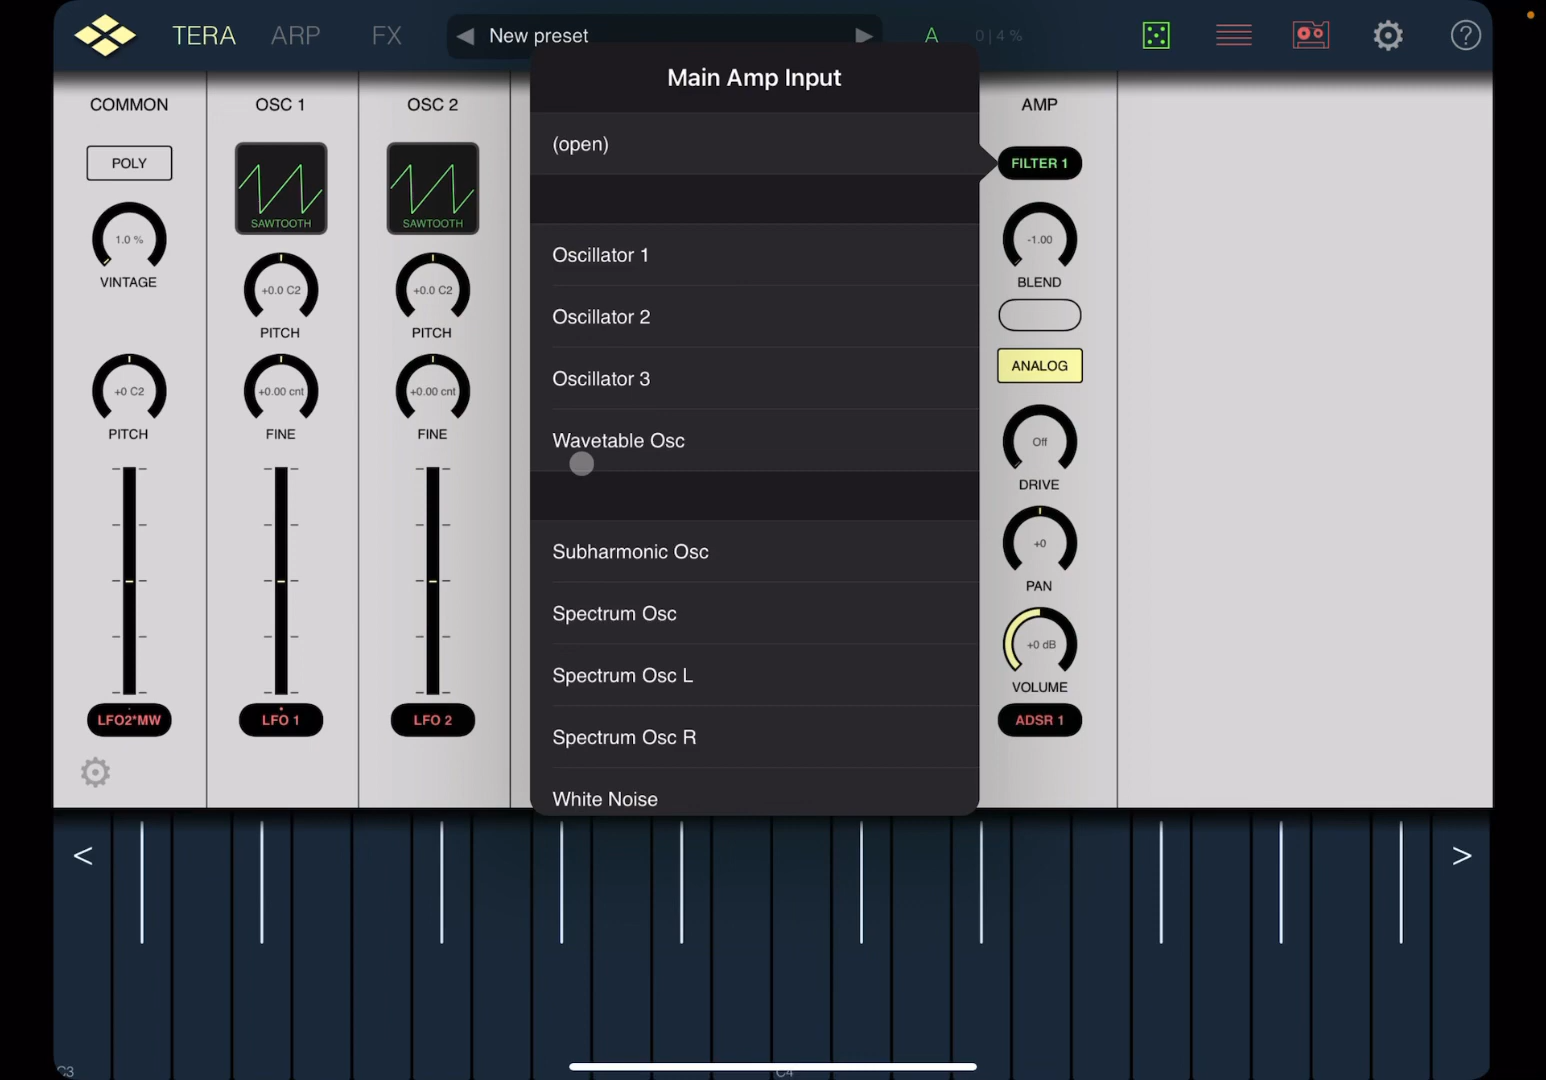 TERA ARP FX
New preset
A 0 | 4 %
Main Amp Input
(open)
Oscillator 1
Oscillator 2
Oscillator 3
Wavetable Osc
Subharmonic Osc
Spectrum Osc
Spectrum Osc L
Spectrum Osc R
White Noise
COMMON
POLY
1.0 %
VINTAGE
+0 C2
PITCH
LFO2*MW
OSC 1
SAWTOOTH
+0.0 C2
PITCH
+0.00 cnt
FINE
LFO 1
OSC 2
SAWTOOTH
+0.0 C2
PITCH
+0.00 cnt
FINE
LFO 2
AMP
FILTER 1
-1.00
BLEND
ANALOG
Off
DRIVE
+0
PAN
+0 dB
VOLUME
ADSR 1
< >
C3 C4